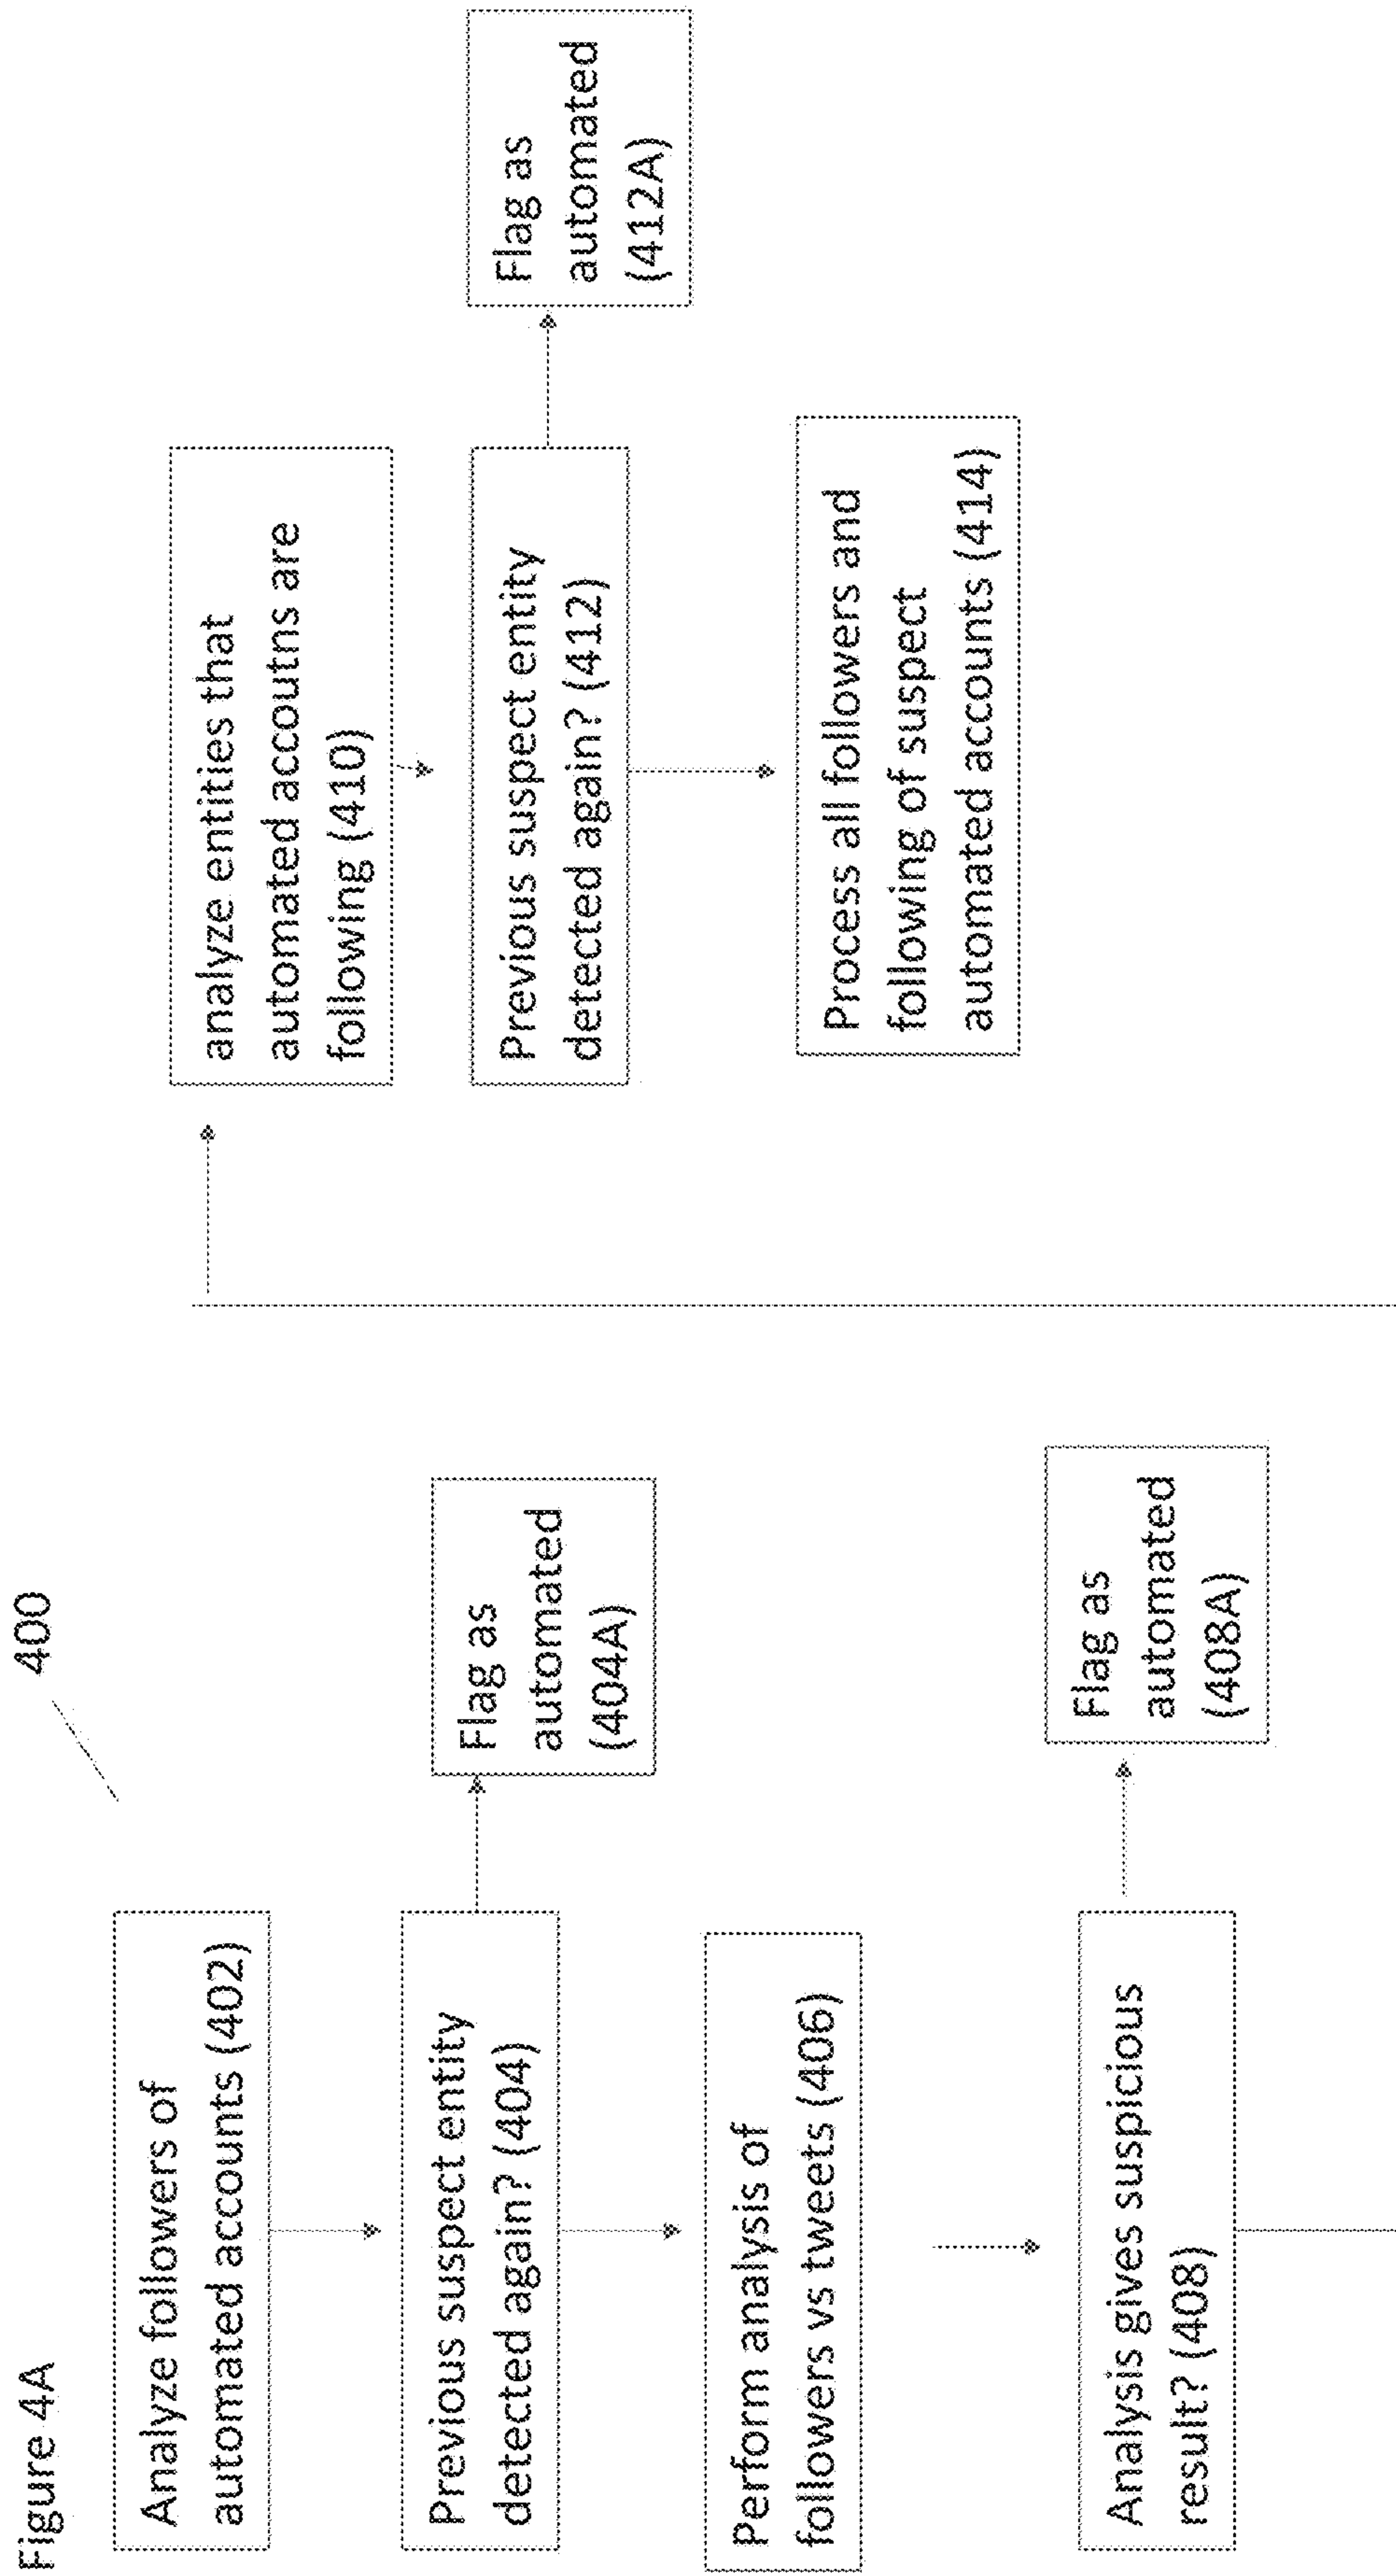 Figure 4A
400
Analyze followers of
automated accounts (402)
Previous suspect entity
detected again? (404)
Flag as
automated
(404A)
Perform analysis of
followers vs tweets (406)
Analysis gives suspicious
result? (408)
Flag as
automated
(408A)
analyze entities that
automated accoutns are
following (410)
Previous suspect entity
detected again? (412)
Flag as
automated
(412A)
Process all followers and
following of suspect
automated accounts (414)